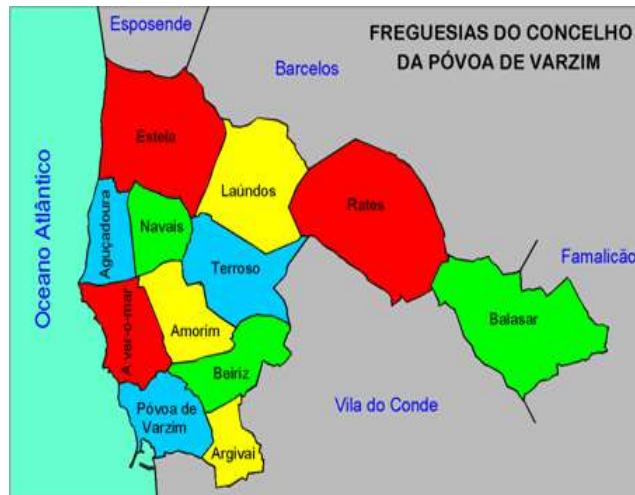 FREGUESIAS DO CONCELHO
DA PÓVOA DE VARZIM
Esposende
Barcelos
Estela
Laúndos
Rates
Oceano Atlântico
Aguçadoura
Navais
Terroso
Famalicão
A ver-o-mar
Amorim
Balasar
Beiriz
Póvoa de
Varzim
Vila do Conde
Argivai